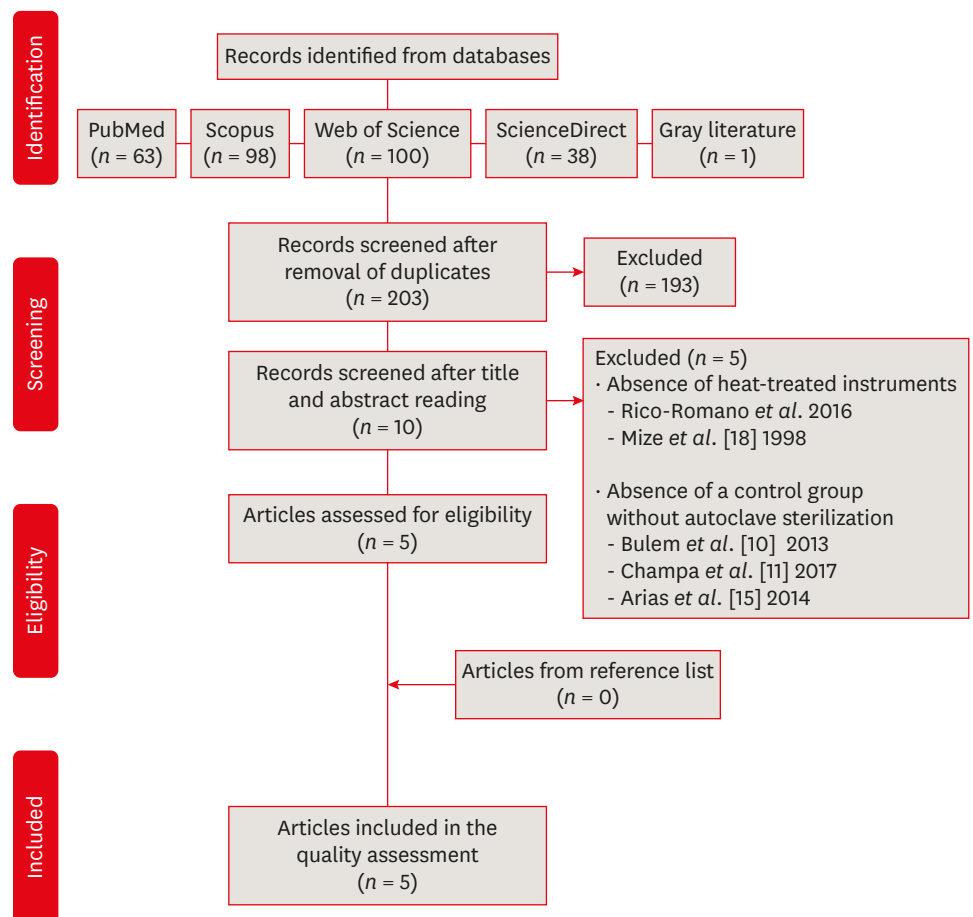 Identification
Records identified from databases
PubMed
(n = 63)
Scopus
(n = 98)
Web of Science
(n = 100)
ScienceDirect
(n = 38)
Gray literature
(n = 1)
Screening
Records screened after
removal of duplicates
(n = 203)
Excluded
(n = 193)
Records screened after title
and abstract reading
(n = 10)
Excluded (n = 5)
· Absence of heat-treated instruments
- Rico-Romano et al. 2016
- Mize et al. [18] 1998
· Absence of a control group
without autoclave sterilization
- Bulem et al. [10] 2013
- Champa et al. [11] 2017
- Arias et al. [15] 2014
Eligibility
Articles assessed for eligibility
(n = 5)
Articles from reference list
(n = 0)
Included
Articles included in the
quality assessment
(n = 5)